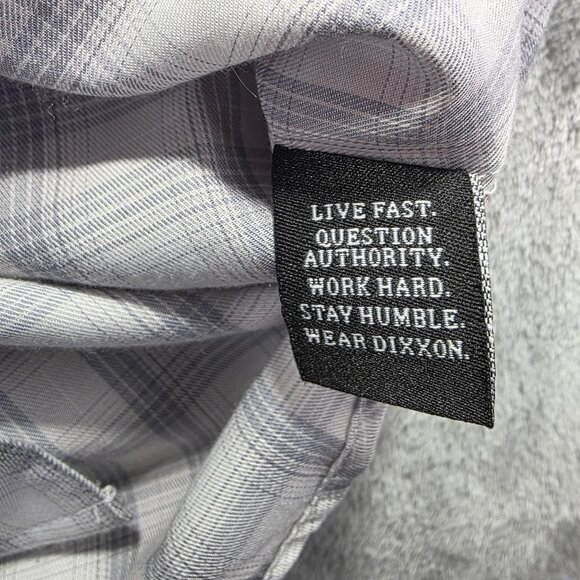 LIVE FAST.
QUESTION
AUTHORITY.
WORK HARD.
STAY HUMBLE.
WEAR DIXXON.